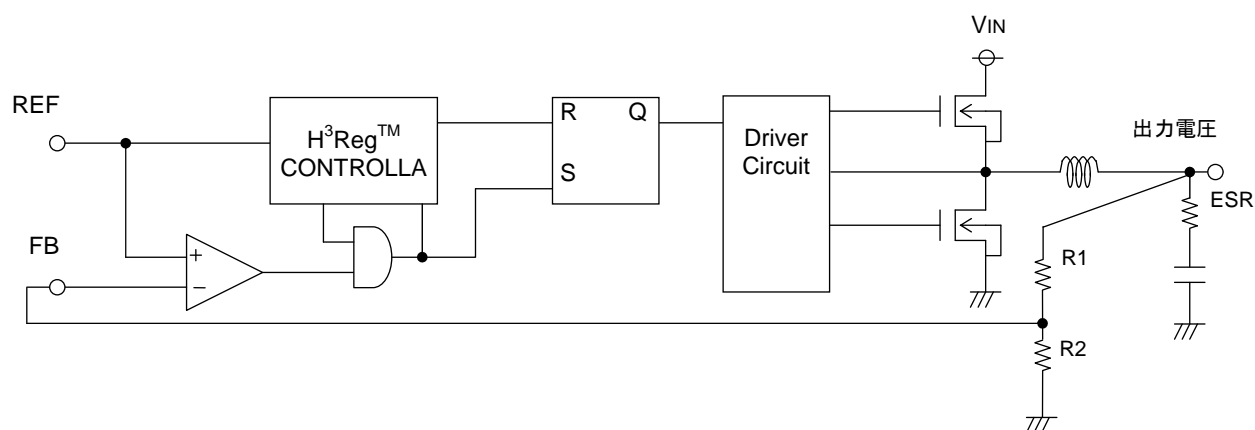 VIN
REF
H³Reg™
CONTROLLA
R
Q
S
Driver
Circuit
出力電圧
ESR
FB
+
−
R1
R2